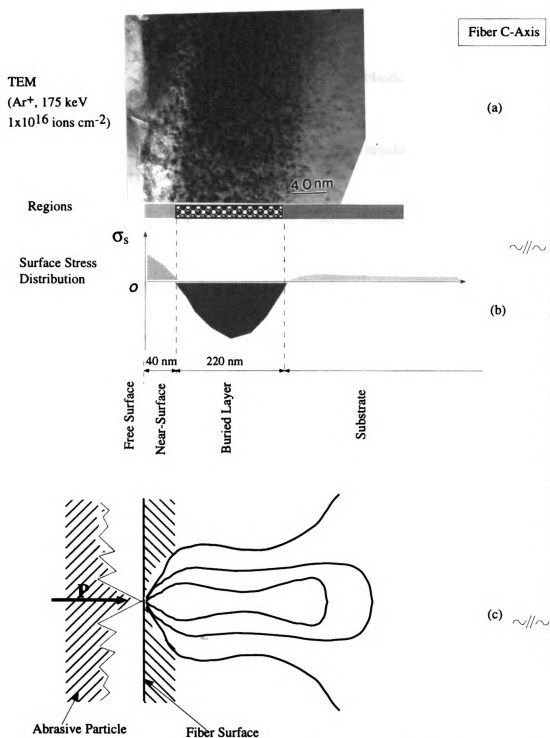 Fiber C-Axis
TEM
(Ar+, 175 keV
1x10^16 ions cm^-2)
(a)
40 nm
Regions
σs
Surface Stress
Distribution
o
(b)
40 nm
220 nm
Free Surface
Near-Surface
Buried Layer
Substrate
P
(c)
Abrasive Particle
Fiber Surface